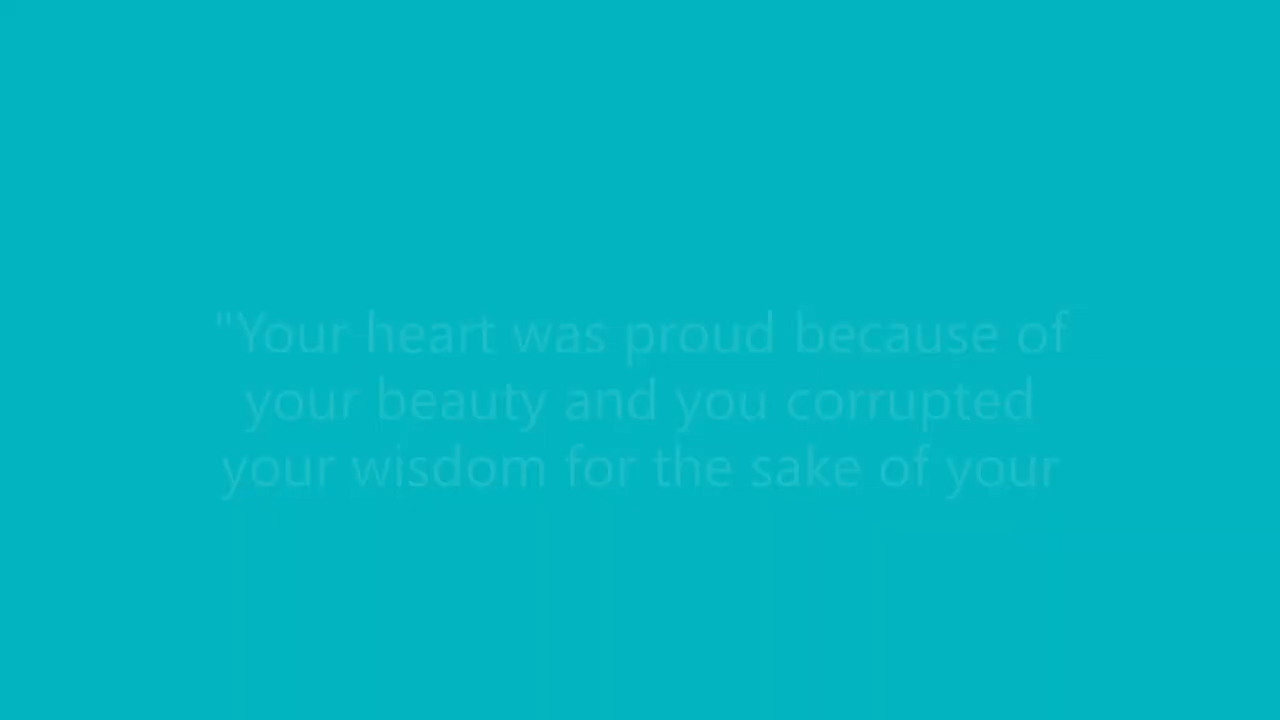 "Your heart was proud because of
your beauty and you corrupted
your wisdom for the sake of your